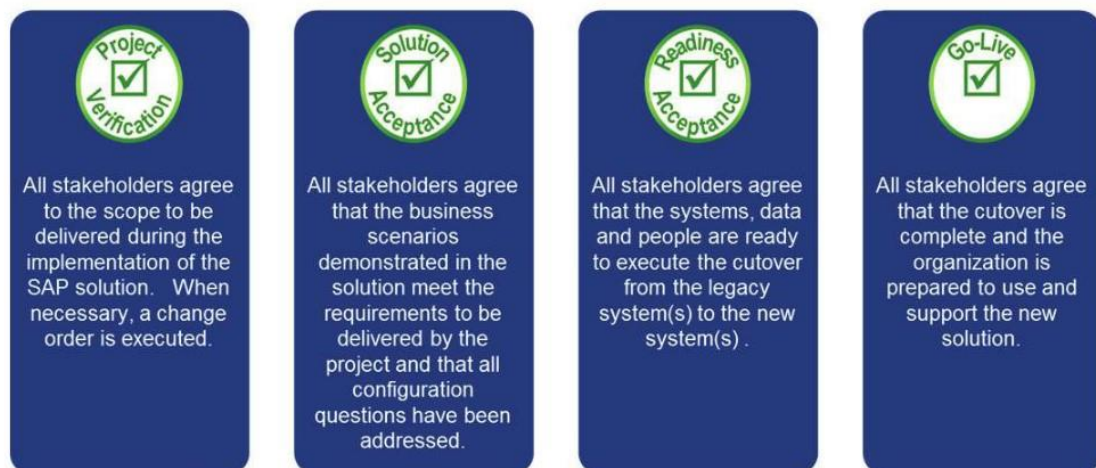 Project
Verification
All stakeholders agree
to the scope to be
delivered during the
implementation of the
SAP solution.   When
necessary, a change
order is executed.
Solution
Acceptance
All stakeholders agree
that the business
scenarios
demonstrated in the
solution meet the
requirements to be
delivered by the
project and that all
configuration
questions have been
addressed.
Readiness
Acceptance
All stakeholders agree
that the systems, data
and people are ready
to execute the cutover
from the legacy
system(s) to the new
system(s) .
Go-Live
All stakeholders agree
that the cutover is
complete and the
organization is
prepared to use and
support the new
solution.